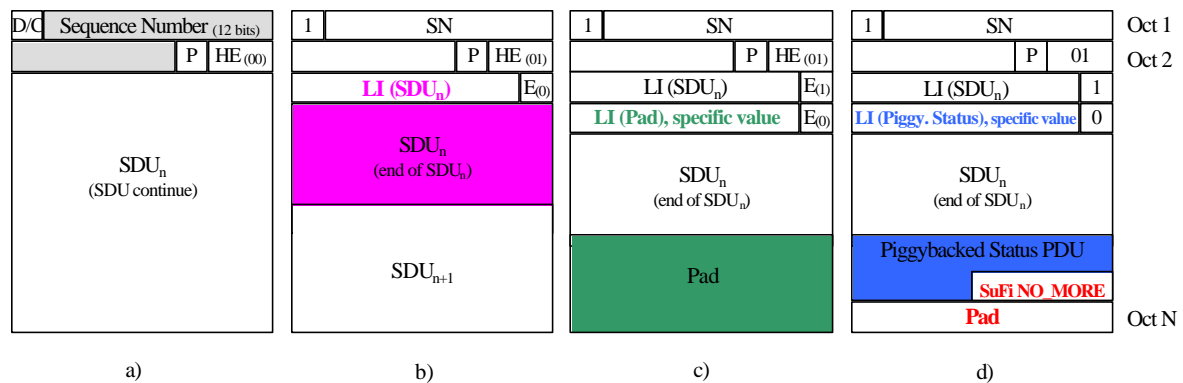 D/C Sequence Number (12 bits)
P HE (00)
SDUn
(SDU continue)
a)
1 SN
P HE (01)
LI (SDUn) E(0)
SDUn
(end of SDUn)
SDUn+1
b)
1 SN
P HE (01)
LI (SDUn) E(1)
LI (Pad), specific value E(0)
SDUn
(end of SDUn)
Pad
c)
1 SN
P 01
LI (SDUn) 1
LI (Piggy. Status), specific value 0
SDUn
(end of SDUn)
Piggybacked Status PDU
SuFi NO_MORE
Pad
d)
Oct 1
Oct 2
Oct N